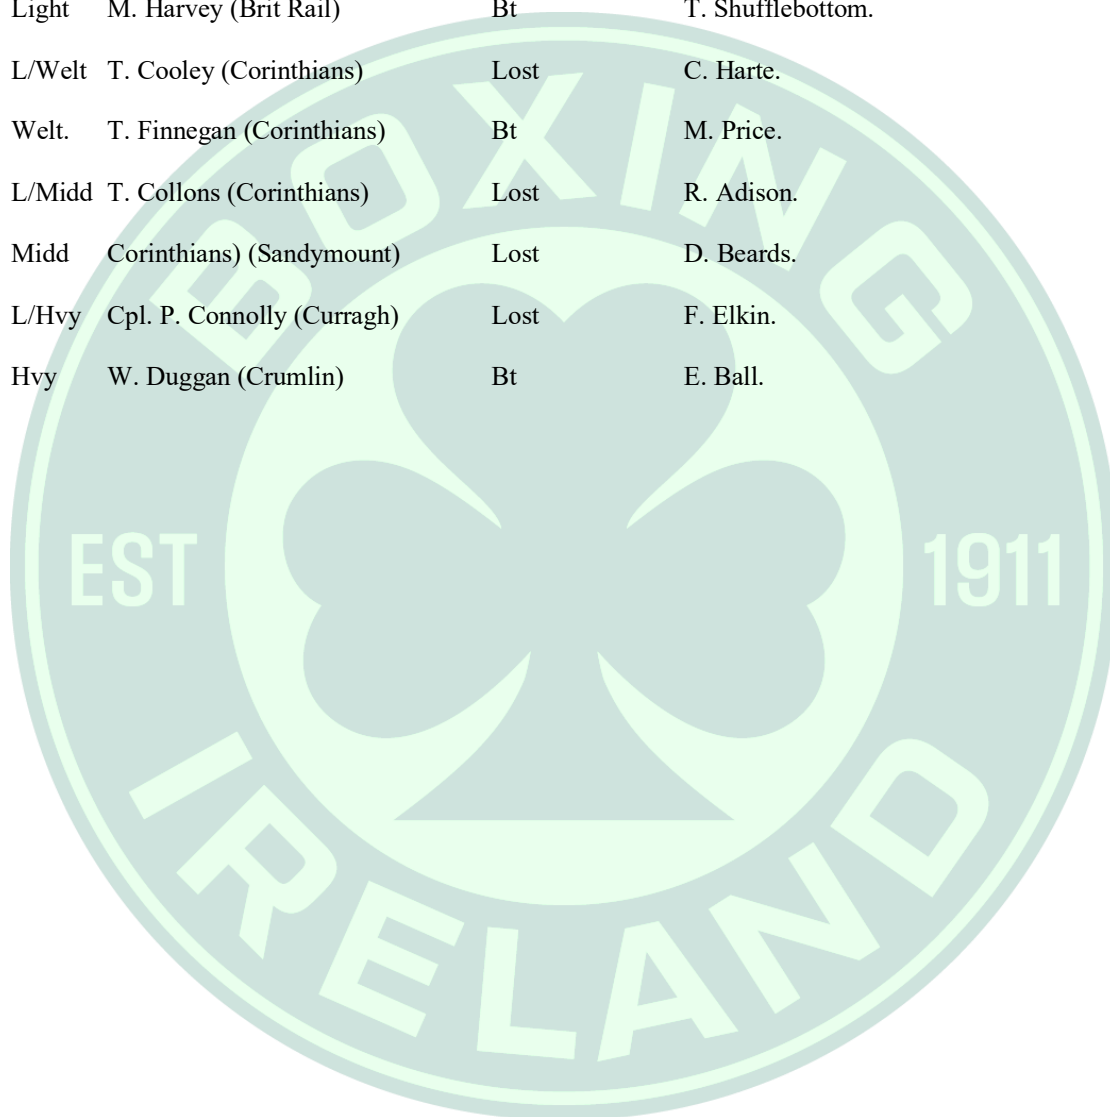 Light M. Harvey (Brit Rail) Bt T. Shufflebottom.
L/Welt T. Cooley (Corinthians) Lost C. Harte.
Welt. T. Finnegan (Corinthians) Bt M. Price.
L/Midd T. Collons (Corinthians) Lost R. Adison.
Midd Corinthians) (Sandymount) Lost D. Beards.
L/Hvy Cpl. P. Connolly (Curragh) Lost F. Elkin.
Hvy W. Duggan (Crumlin) Bt E. Ball.
BOXING
EST 1911
IRELAND